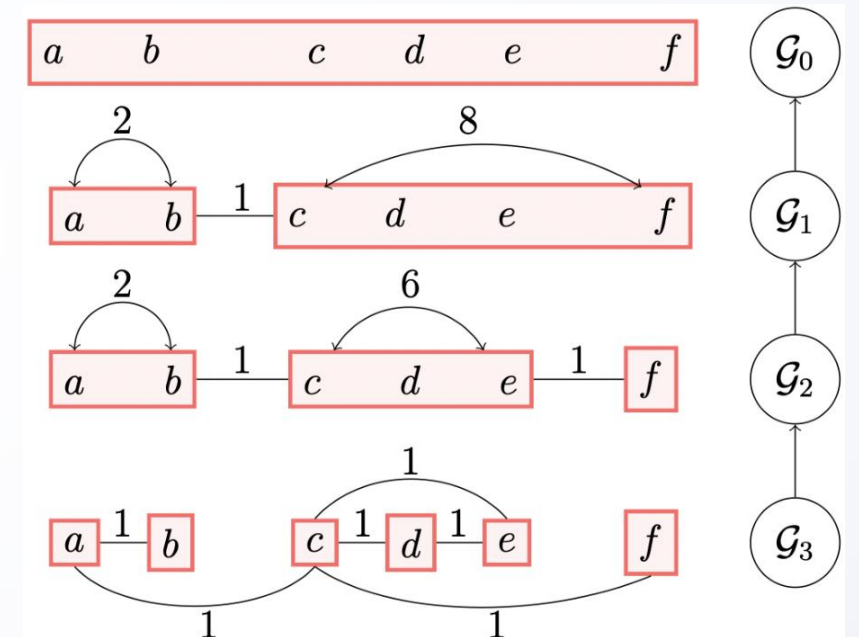 a b c d e f 𝒢₀
2 8
a b 1 c d e f 𝒢₁
2 6
a b 1 c d e 1 f 𝒢₂
1
a 1 b c 1 d 1 e f 𝒢₃
1 1